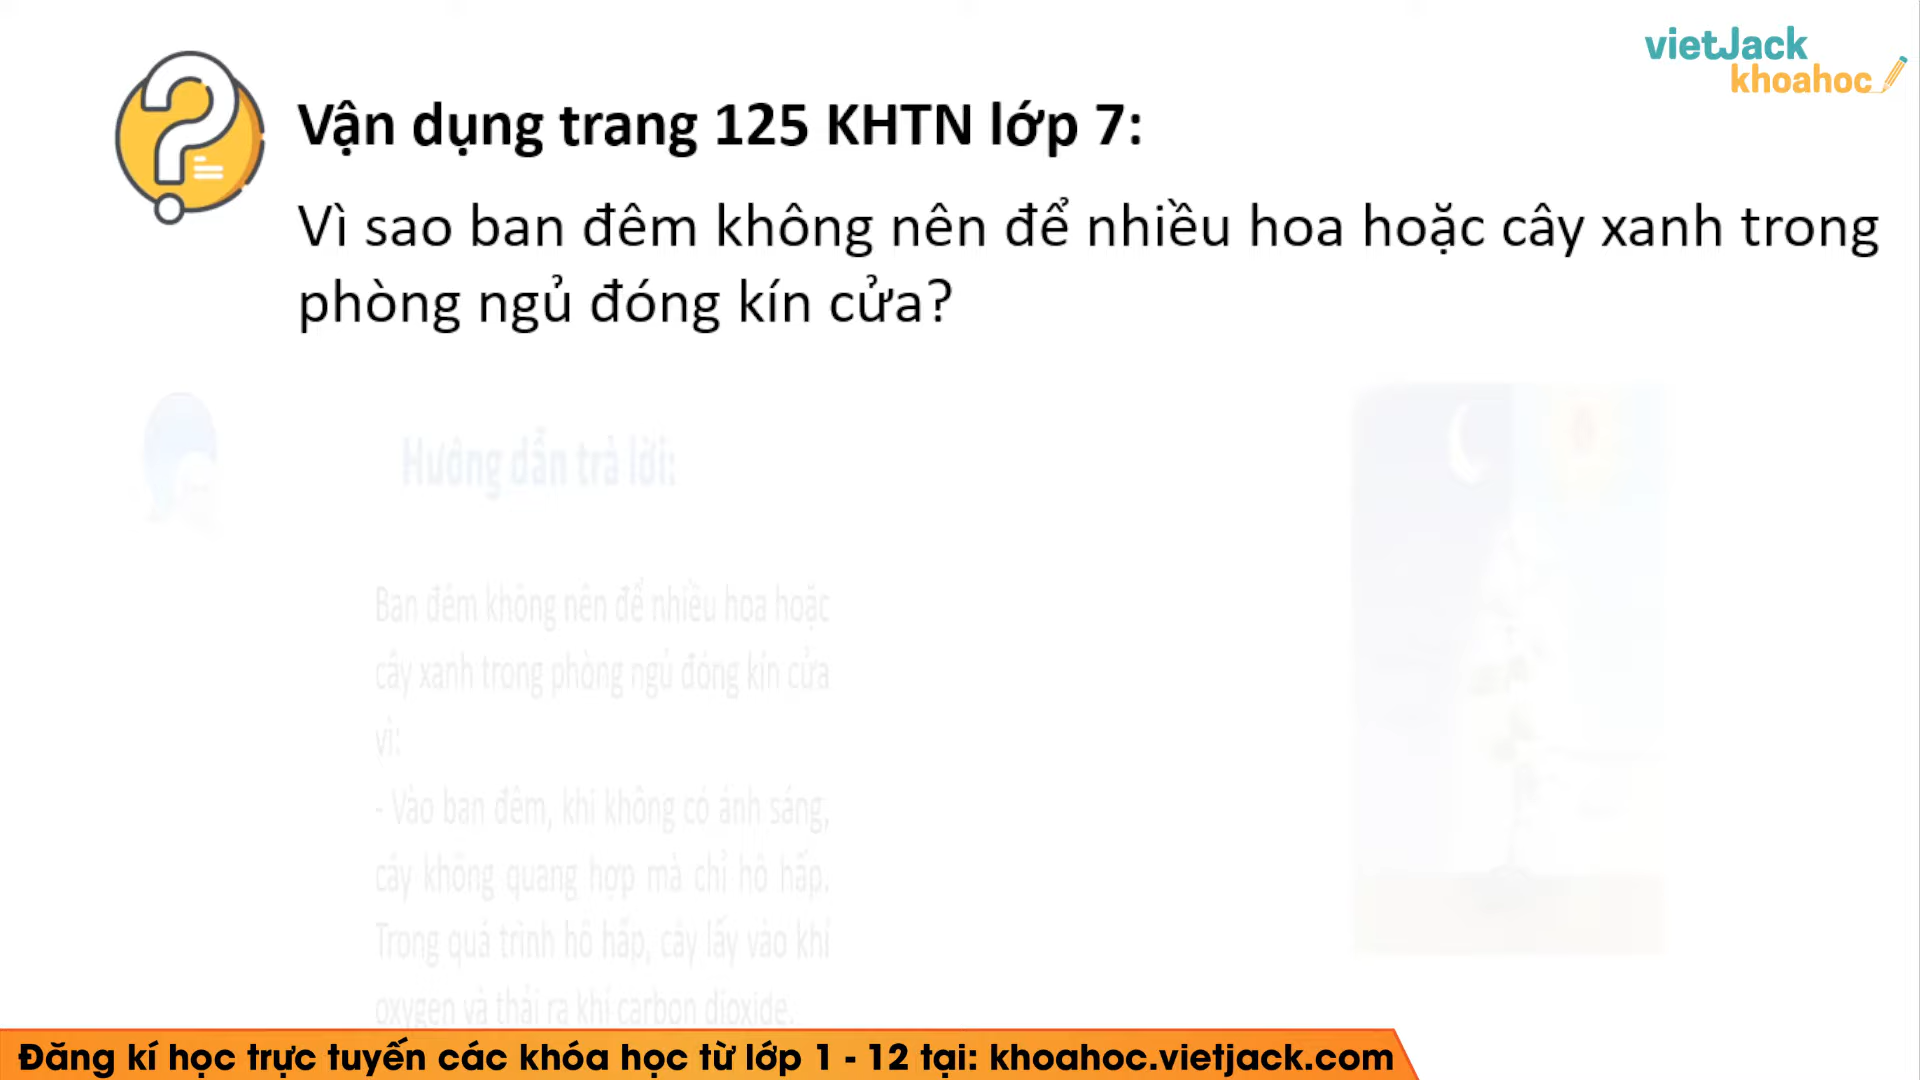 vietJack
khoahoc
Vận dụng trang 125 KHTN lớp 7:
Vì sao ban đêm không nên để nhiều hoa hoặc cây xanh trong
phòng ngủ đóng kín cửa?
Hướng dẫn trả lời:
Ban đêm không nên để nhiều hoa hoặc
cây xanh trong phòng ngủ đóng kín cửa
vì:
- Vào ban đêm, khi không có ánh sáng,
cây không quang hợp mà chỉ hô hấp.
Trong quá trình hô hấp, cây lấy vào khí
oxygen và thải ra khí carbon dioxide.
Đăng kí học trực tuyến các khóa học từ lớp 1 - 12 tại: khoahoc.vietjack.com